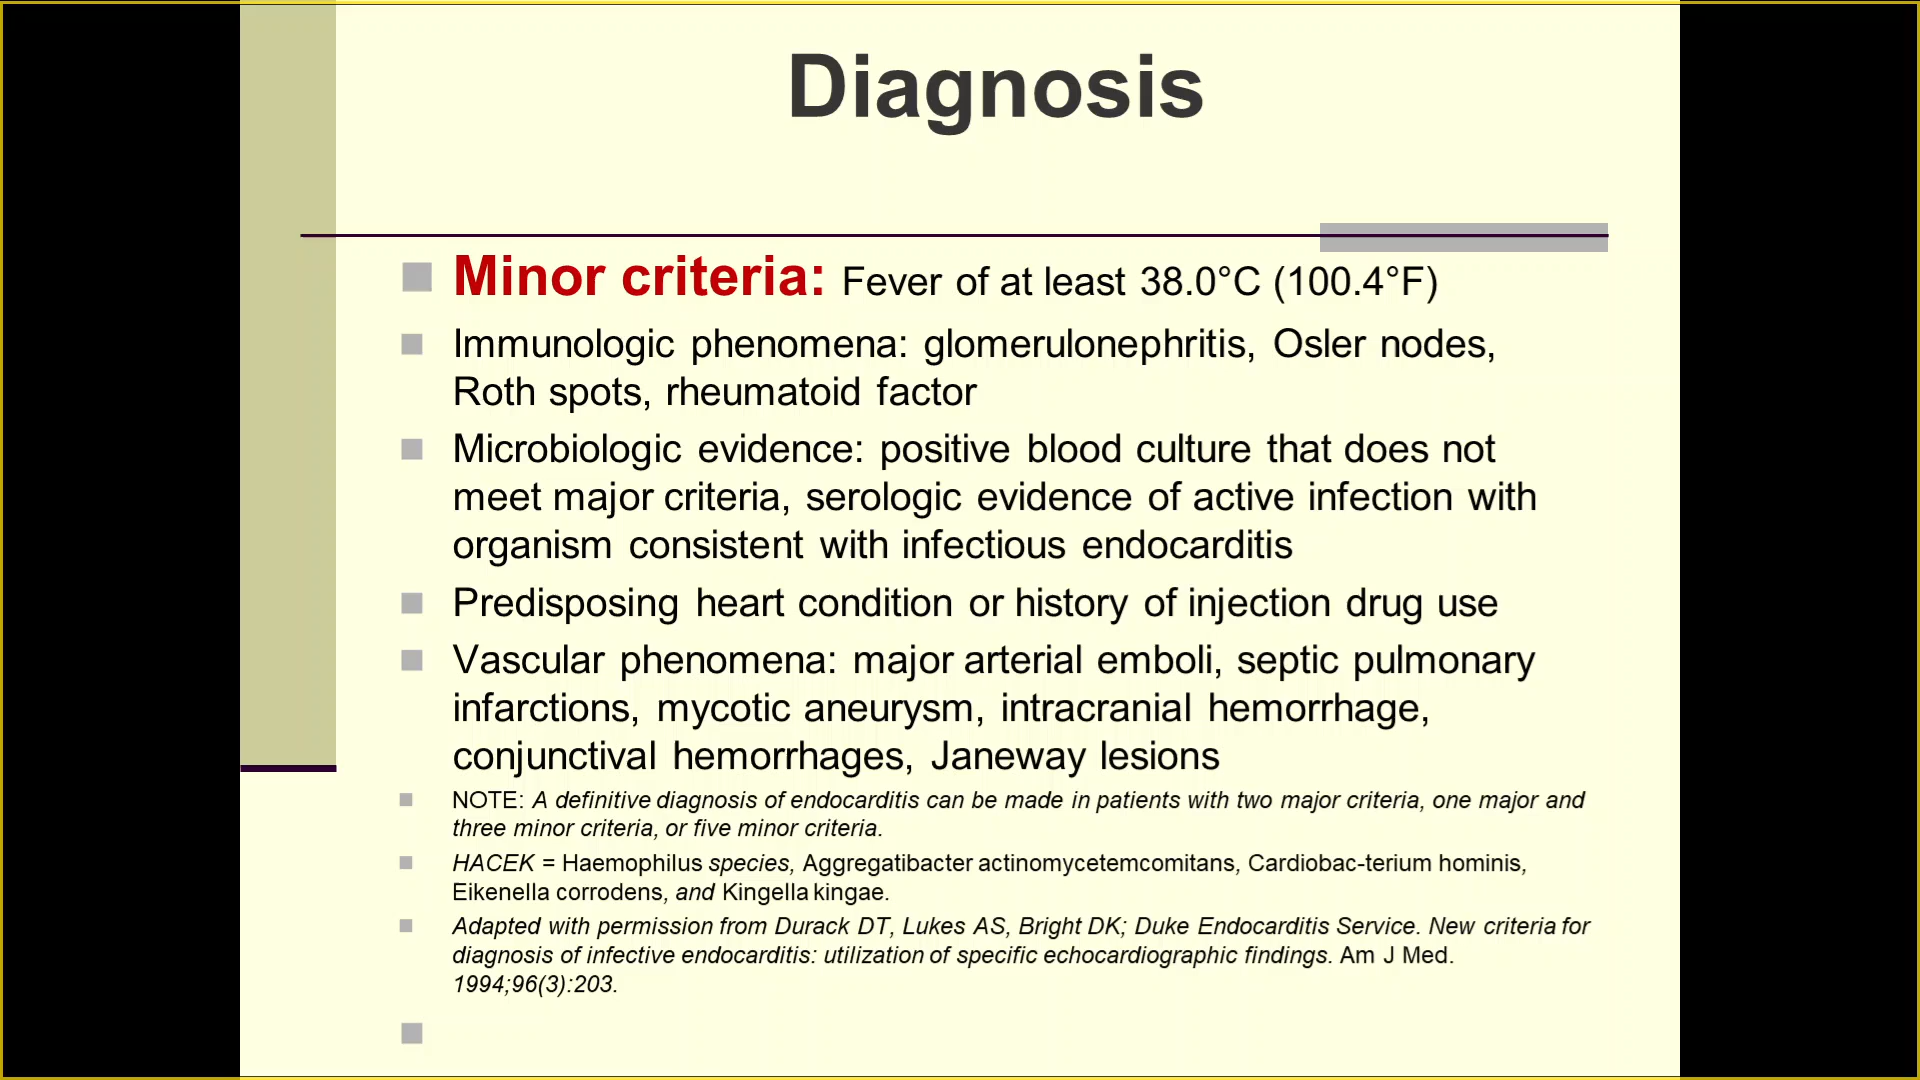 Diagnosis
Minor criteria: Fever of at least 38.0°C (100.4°F)
Immunologic phenomena: glomerulonephritis, Osler nodes,
Roth spots, rheumatoid factor
Microbiologic evidence: positive blood culture that does not
meet major criteria, serologic evidence of active infection with
organism consistent with infectious endocarditis
Predisposing heart condition or history of injection drug use
Vascular phenomena: major arterial emboli, septic pulmonary
infarctions, mycotic aneurysm, intracranial hemorrhage,
conjunctival hemorrhages, Janeway lesions
NOTE: A definitive diagnosis of endocarditis can be made in patients with two major criteria, one major and
three minor criteria, or five minor criteria.
HACEK = Haemophilus species, Aggregatibacter actinomycetemcomitans, Cardiobac-terium hominis,
Eikenella corrodens, and Kingella kingae.
Adapted with permission from Durack DT, Lukes AS, Bright DK; Duke Endocarditis Service. New criteria for
diagnosis of infective endocarditis: utilization of specific echocardiographic findings. Am J Med.
1994;96(3):203.